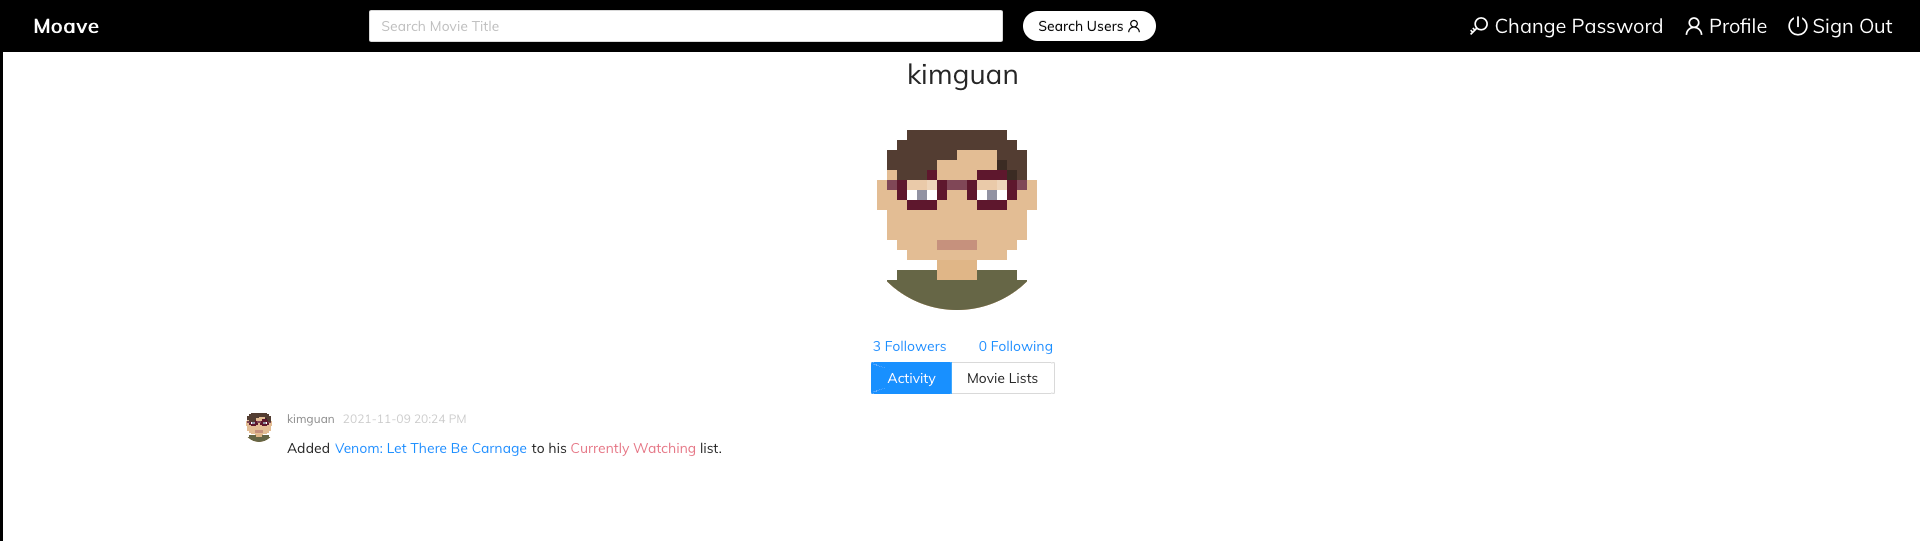 Moave Search Movie Title Search Users Change Password Profile Sign Out
kimguan
3 Followers 0 Following
Activity Movie Lists
kimguan 2021-11-09 20:24 PM
Added Venom: Let There Be Carnage to his Currently Watching list.